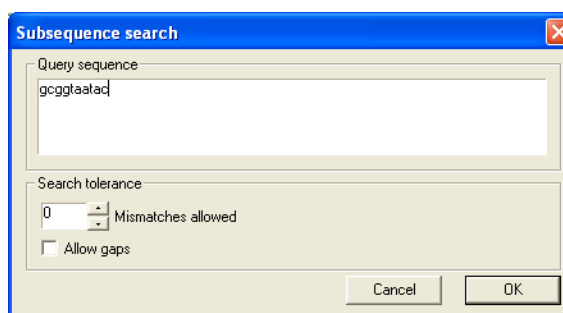 Subsequence search
Query sequence
gcggtaatac
Search tolerance
0 Mismatches allowed
Allow gaps
Cancel OK